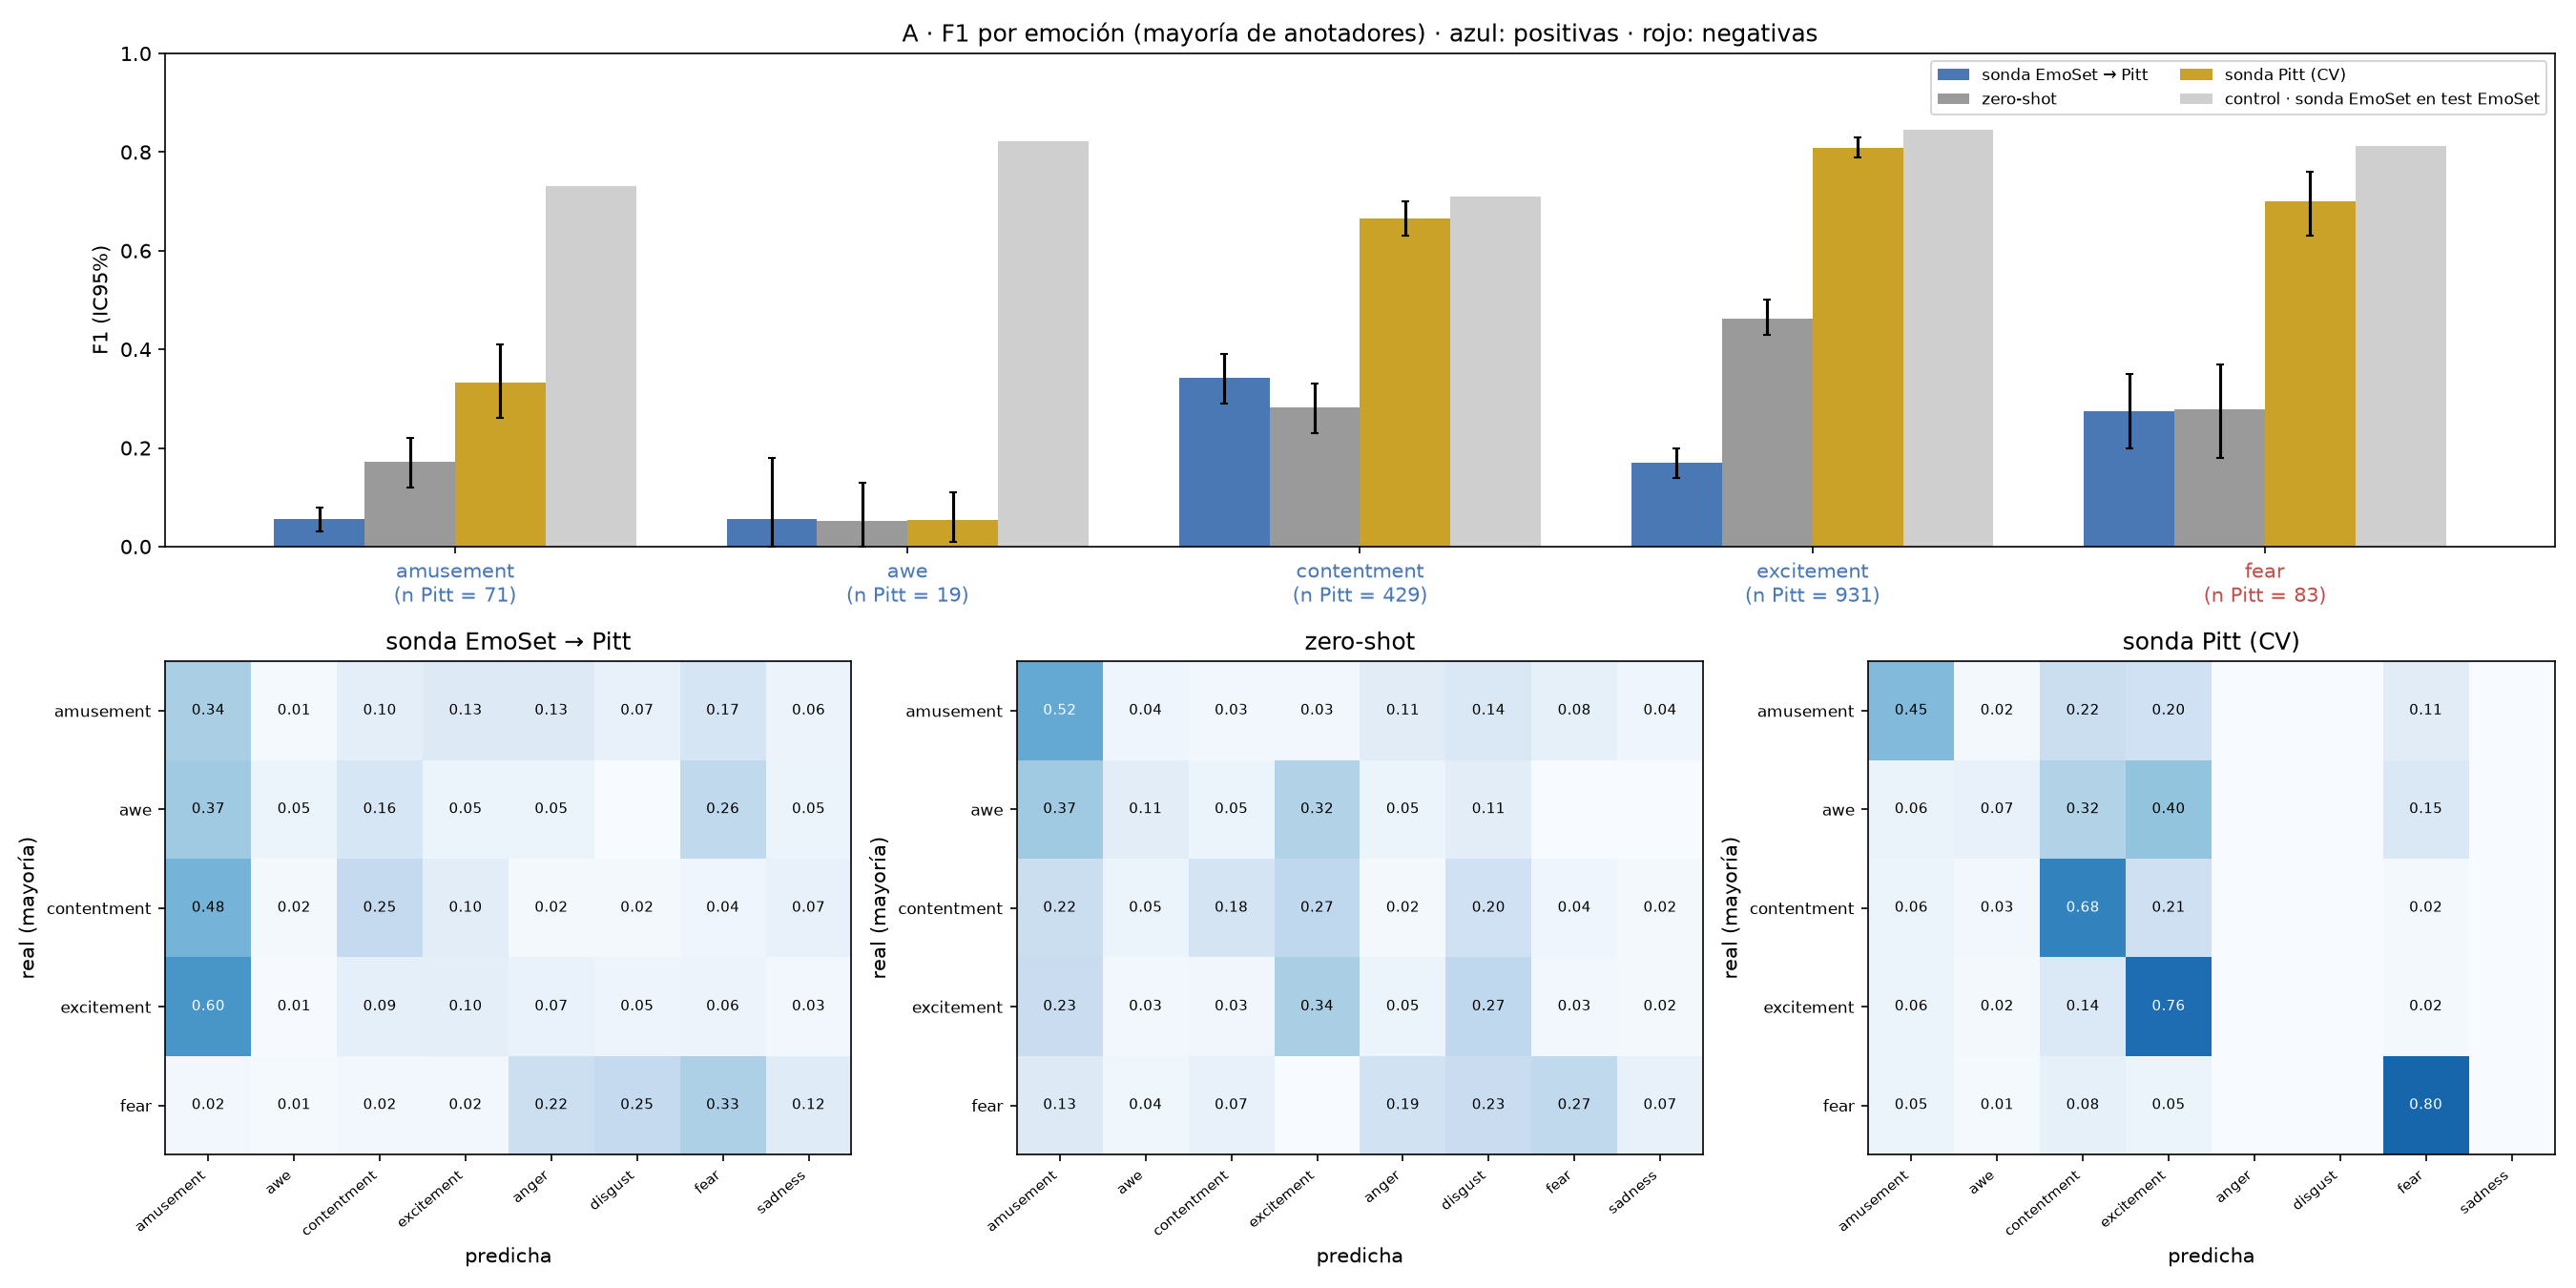 A · F1 por emoción (mayoría de anotadores) · azul: positivas · rojo: negativas
F1 (IC95%)
1.0
0.8
0.6
0.4
0.2
0.0
sonda EmoSet → Pitt
zero-shot
sonda Pitt (CV)
control · sonda EmoSet en test EmoSet
amusement
(n Pitt = 71)
awe
(n Pitt = 19)
contentment
(n Pitt = 429)
excitement
(n Pitt = 931)
fear
(n Pitt = 83)
sonda EmoSet → Pitt
real (mayoría)
amusement 0.34 0.01 0.10 0.13 0.13 0.07 0.17 0.06
awe 0.37 0.05 0.16 0.05 0.05 0.26 0.05
contentment 0.48 0.02 0.25 0.10 0.02 0.02 0.04 0.07
excitement 0.60 0.01 0.09 0.10 0.07 0.05 0.06 0.03
fear 0.02 0.01 0.02 0.02 0.22 0.25 0.33 0.12
amusement awe contentment excitement anger disgust fear sadness
predicha
zero-shot
real (mayoría)
amusement 0.52 0.04 0.03 0.03 0.11 0.14 0.08 0.04
awe 0.37 0.11 0.05 0.32 0.05 0.11
contentment 0.22 0.05 0.18 0.27 0.02 0.20 0.04 0.02
excitement 0.23 0.03 0.03 0.34 0.05 0.27 0.03 0.02
fear 0.13 0.04 0.07 0.19 0.23 0.27 0.07
amusement awe contentment excitement anger disgust fear sadness
predicha
sonda Pitt (CV)
real (mayoría)
amusement 0.45 0.02 0.22 0.20 0.11
awe 0.06 0.07 0.32 0.40 0.15
contentment 0.06 0.03 0.68 0.21 0.02
excitement 0.06 0.02 0.14 0.76 0.02
fear 0.05 0.01 0.08 0.05 0.80
amusement awe contentment excitement anger disgust fear sadness
predicha